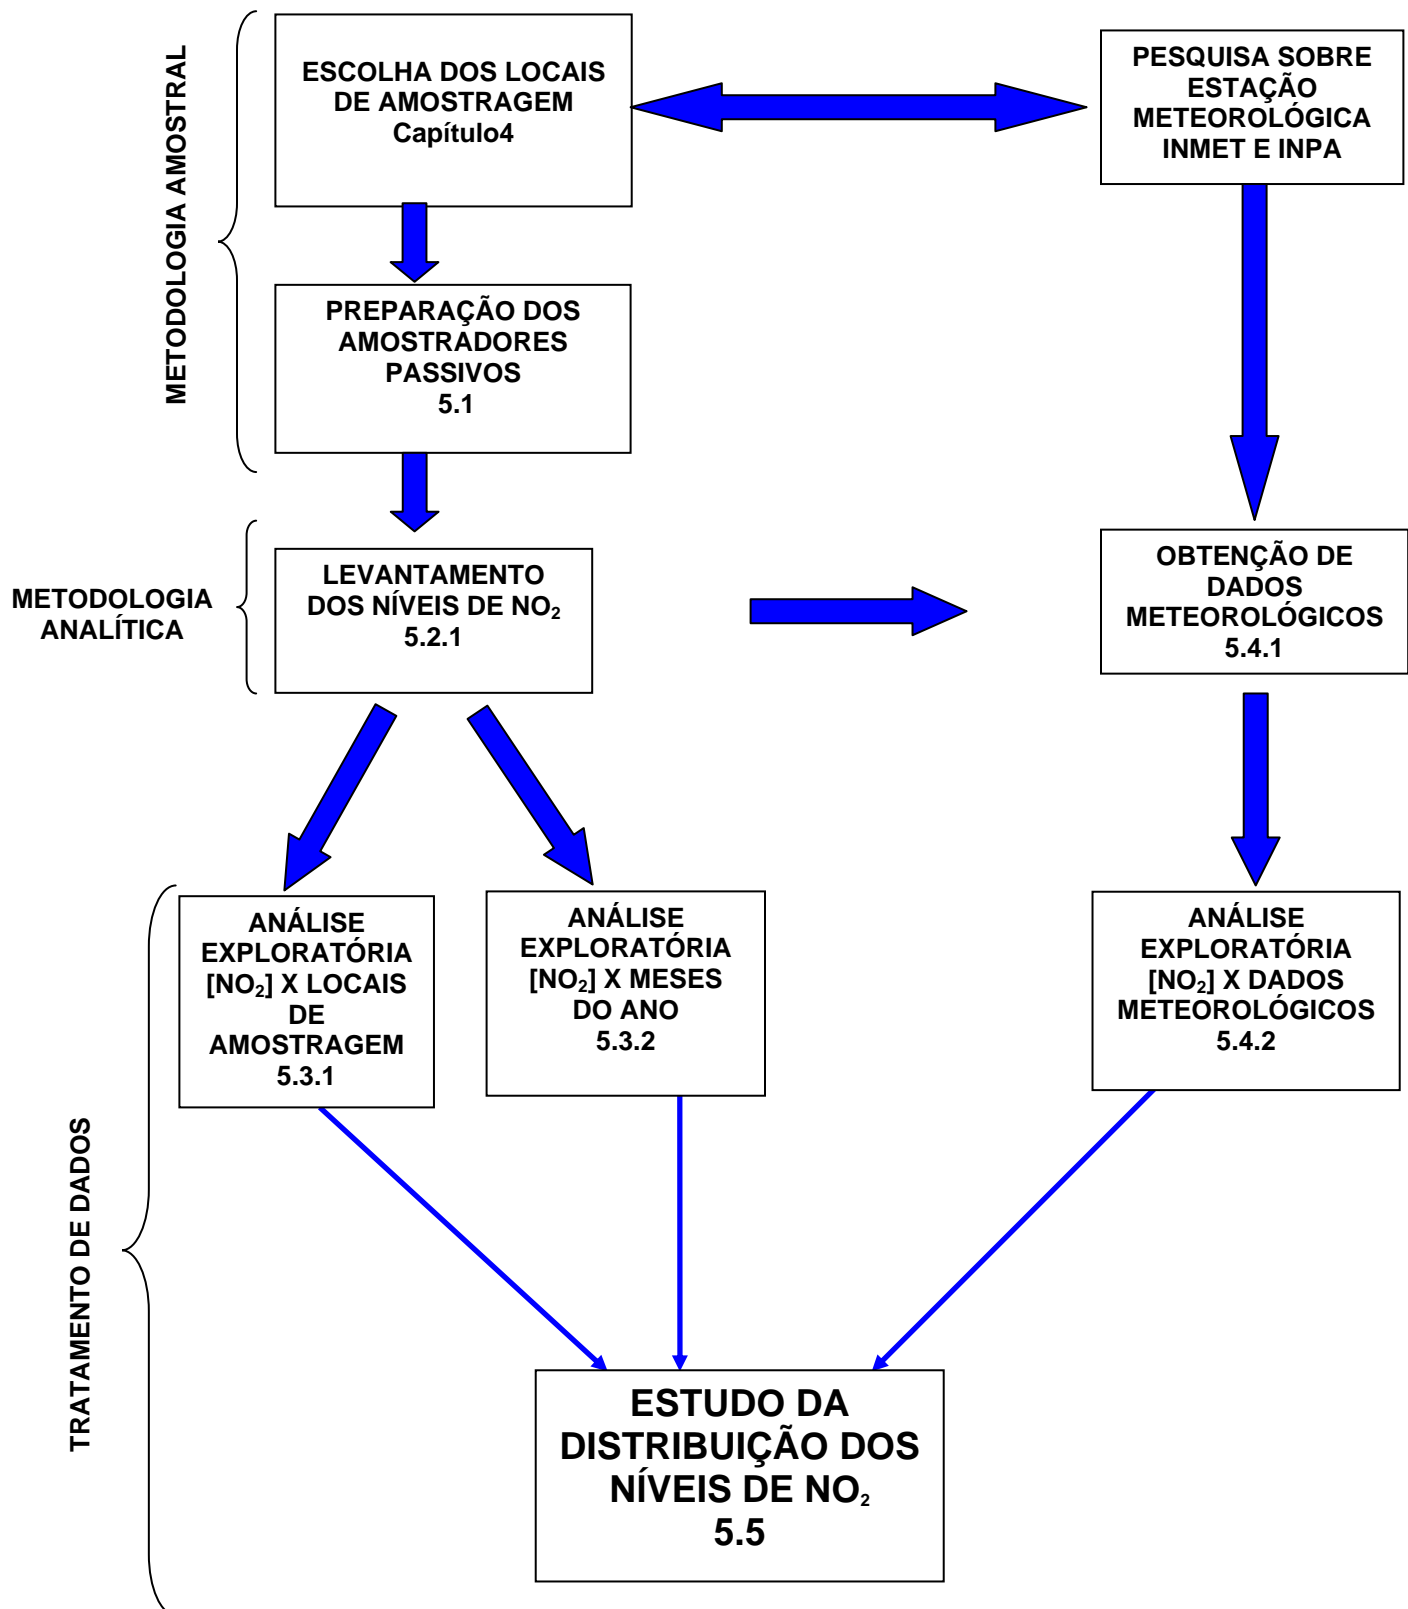 METODOLOGIA AMOSTRAL
ESCOLHA DOS LOCAIS
DE AMOSTRAGEM
Capítulo4
PESQUISA SOBRE
ESTAÇÃO
METEOROLÓGICA
INMET E INPA
PREPARAÇÃO DOS
AMOSTRADORES
PASSIVOS
5.1
METODOLOGIA
ANALÍTICA
LEVANTAMENTO
DOS NÍVEIS DE NO₂
5.2.1
OBTENÇÃO DE
DADOS
METEOROLÓGICOS
5.4.1
TRATAMENTO DE DADOS
ANÁLISE
EXPLORATÓRIA
[NO₂] X LOCAIS
DE
AMOSTRAGEM
5.3.1
ANÁLISE
EXPLORATÓRIA
[NO₂] X MESES
DO ANO
5.3.2
ANÁLISE
EXPLORATÓRIA
[NO₂] X DADOS
METEOROLÓGICOS
5.4.2
ESTUDO DA
DISTRIBUIÇÃO DOS
NÍVEIS DE NO₂
5.5